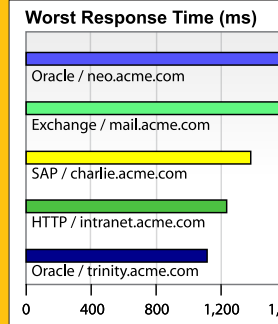 Worst Response Time (ms)
Oracle / neo.acme.com
Exchange / mail.acme.com
SAP / charlie.acme.com
HTTP / intranet.acme.com
Oracle / trinity.acme.com
0 400 800 1,200